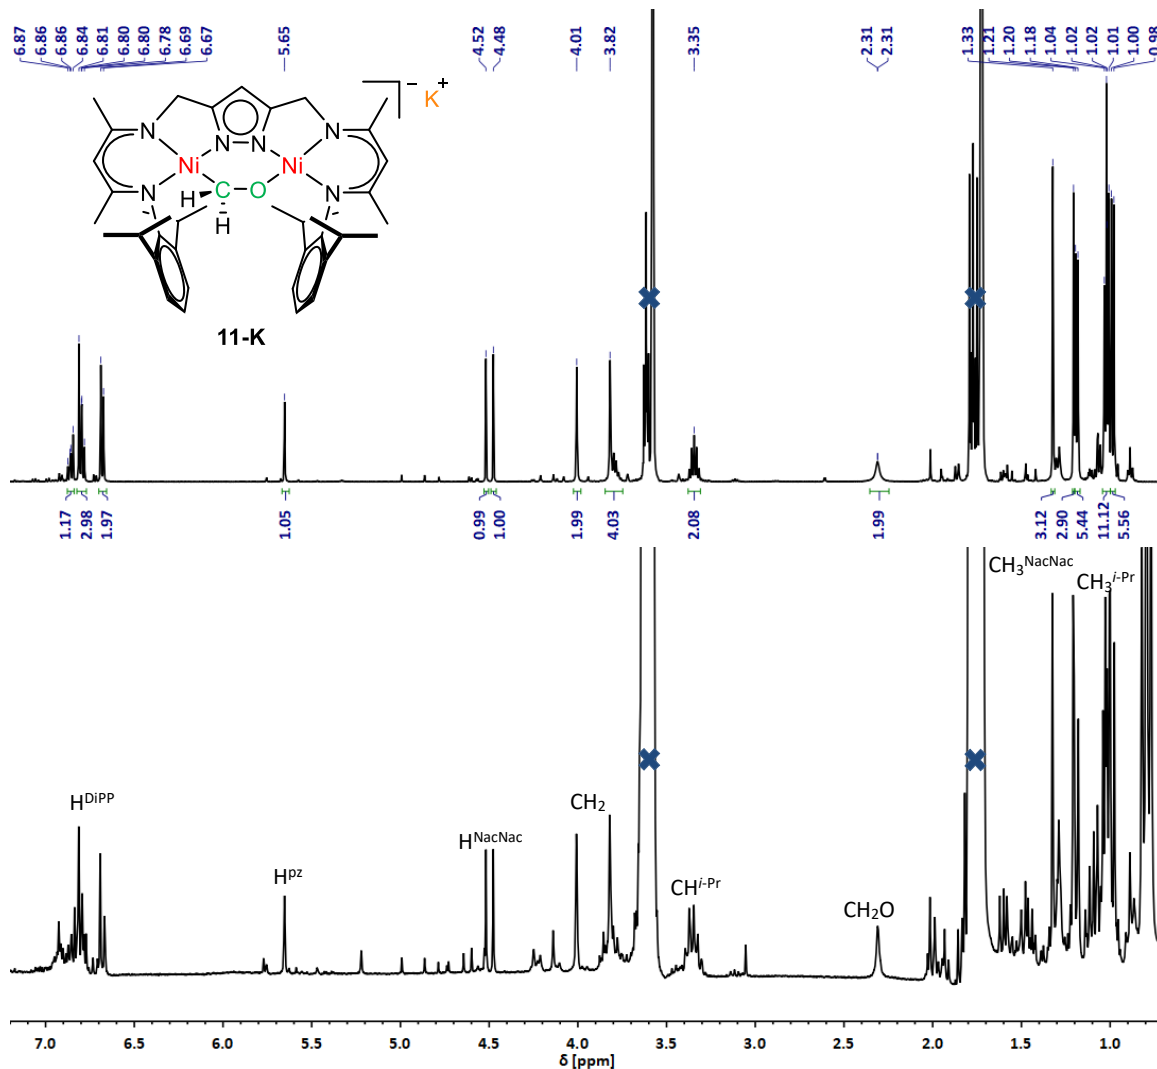 6.87 6.86 6.86 6.84 6.81 6.80 6.80 6.78 6.69 6.67 5.65 4.52 4.48 4.01 3.82 3.35 2.31 2.31 1.33 1.21 1.20 1.18 1.04 1.02 1.02 1.01 1.00 0.98
− K+
N N
N N
Ni Ni
N H C O N
H
11-K
1.17 2.98 1.97 1.05 0.99 1.00 1.99 4.03 2.08 1.99 3.12 2.90 5.44 11.12 5.56
CH3NacNac
CH3i-Pr
HDiPP
CH2
HNacNac
Hpz
CHi-Pr
CH2O
7.0 6.5 6.0 5.5 5.0 4.5 4.0 3.5 3.0 2.5 2.0 1.5 1.0
δ [ppm]